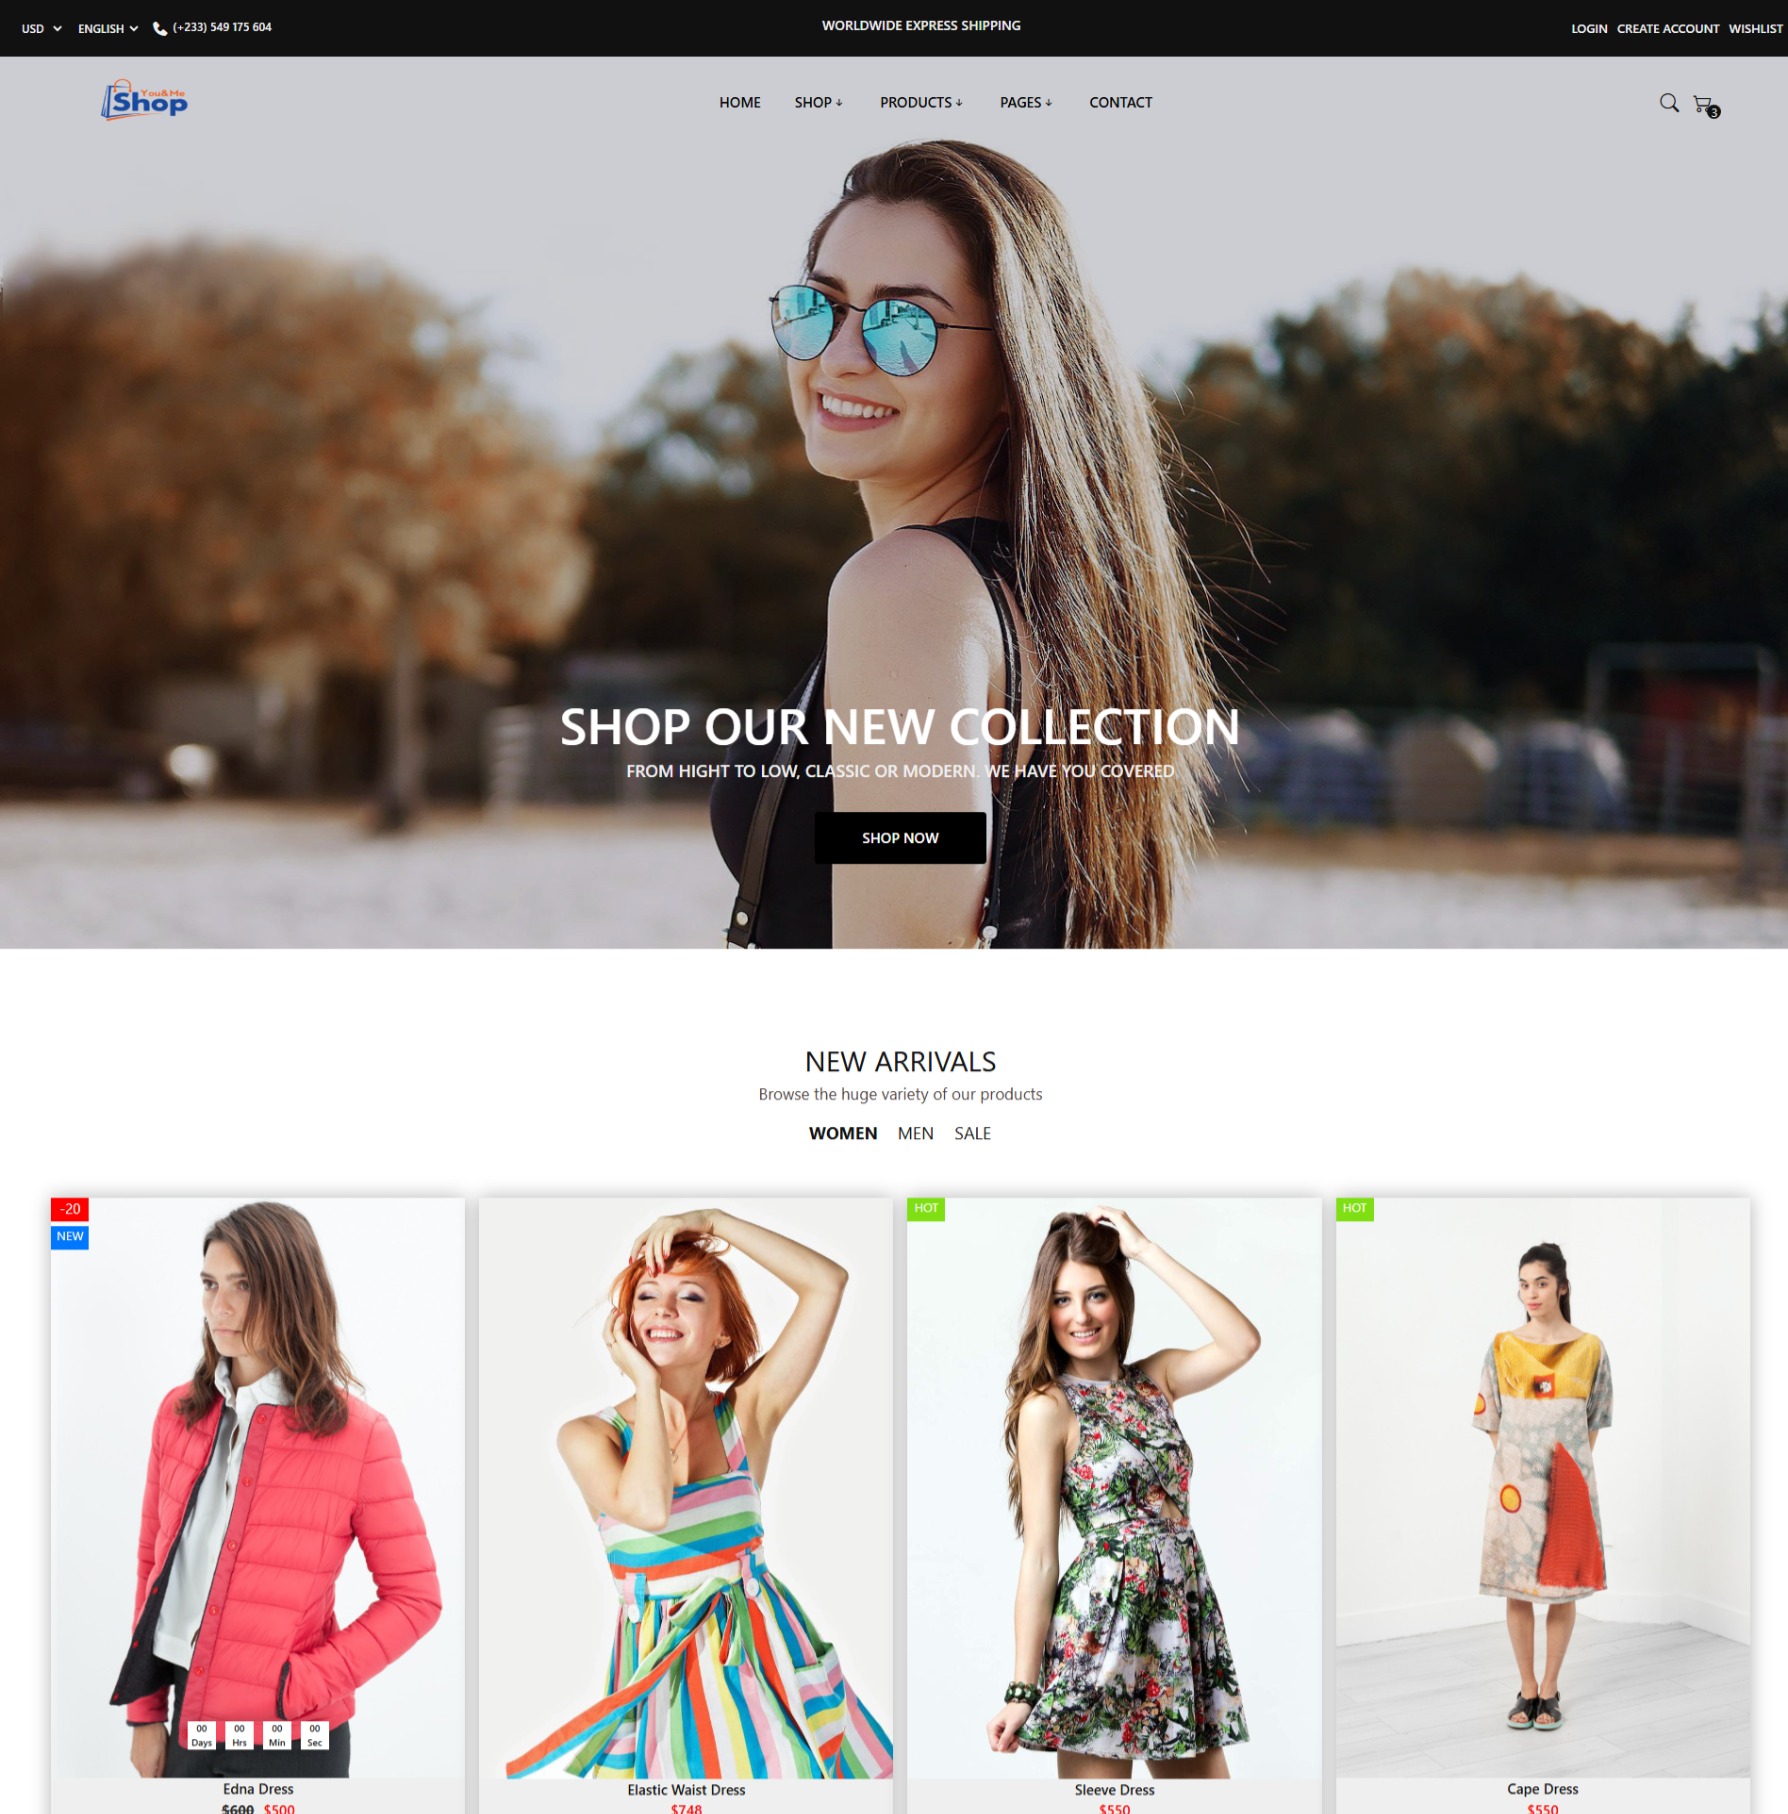 USD ENGLISH (+233) 549 175 604 WORLDWIDE EXPRESS SHIPPING LOGIN CREATE ACCOUNT WISHLIST
You&Me
Shop
HOME SHOP PRODUCTS PAGES CONTACT
3
SHOP OUR NEW COLLECTION
FROM HIGHT TO LOW, CLASSIC OR MODERN. WE HAVE YOU COVERED
SHOP NOW
NEW ARRIVALS
Browse the huge variety of our products
WOMEN MEN SALE
-20
NEW
00 Days 00 Hrs 00 Min 00 Sec
Edna Dress
$600 $500
Elastic Waist Dress
$748
HOT
Sleeve Dress
$550
HOT
Cape Dress
$550